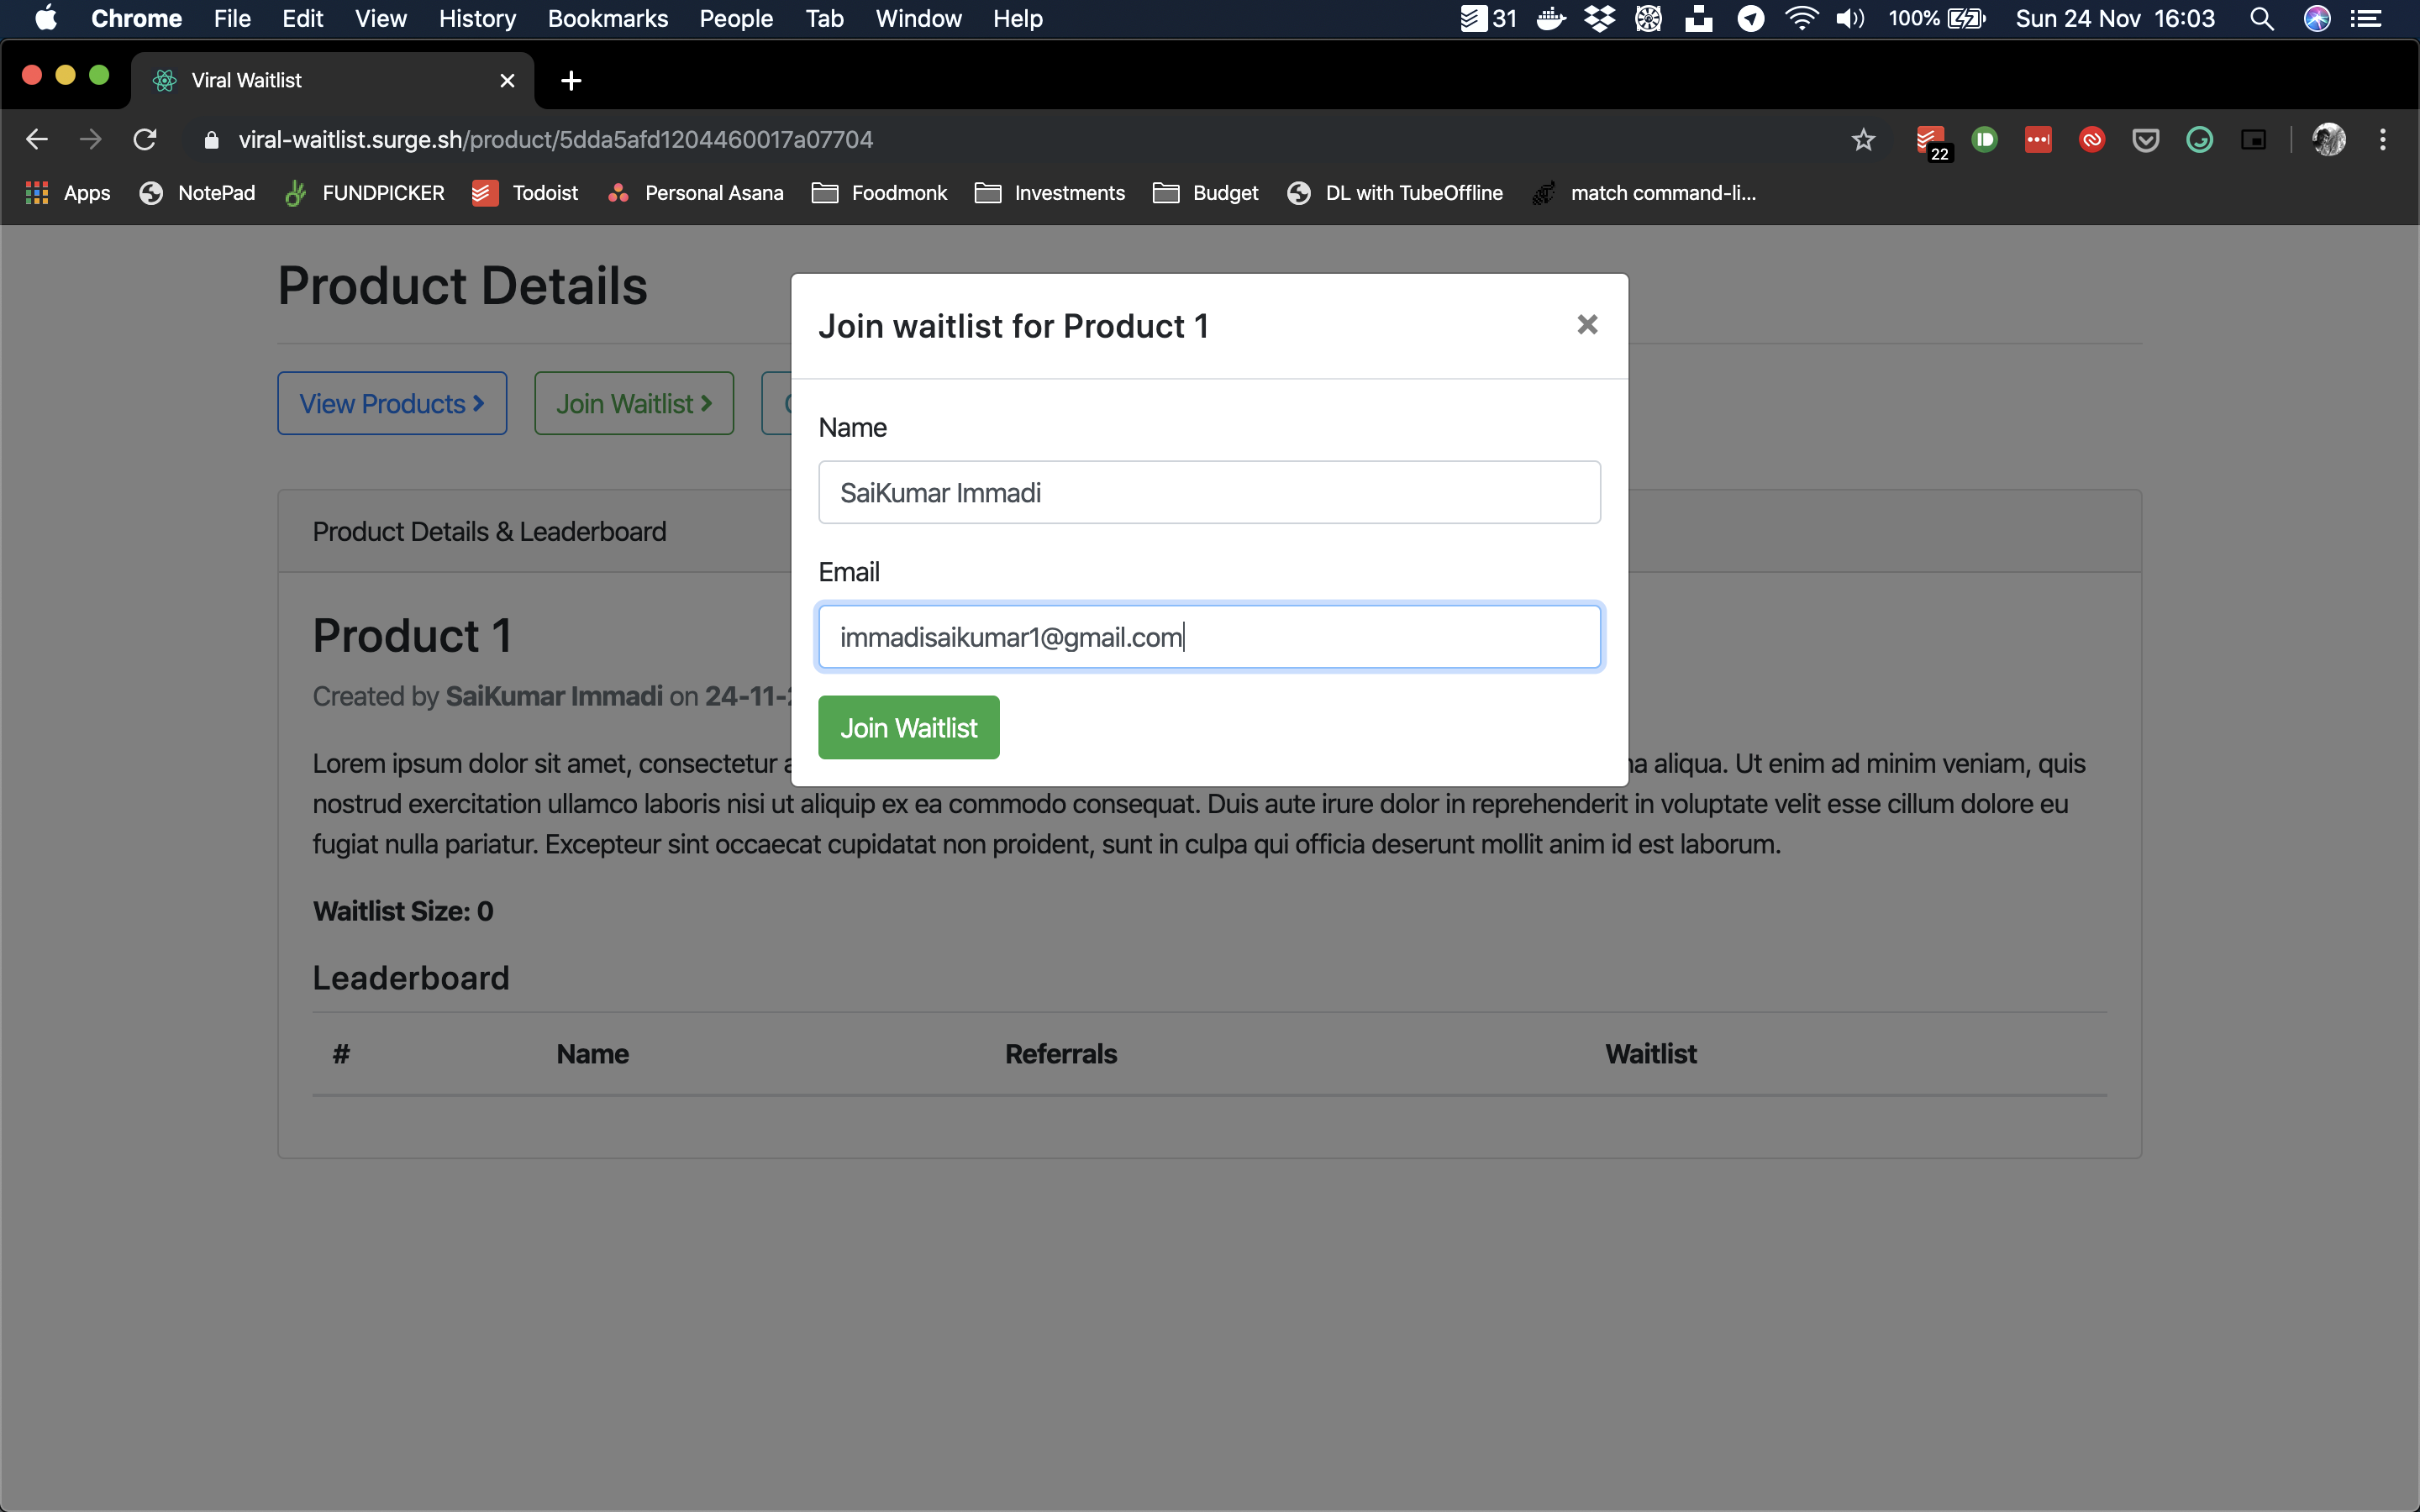 Chrome File Edit View History Bookmarks People Tab Window Help 31 100% Sun 24 Nov 16:03
Viral Waitlist
viral-waitlist.surge.sh/product/5dda5afd1204460017a07704
22
Apps NotePad FUNDPICKER Todoist Personal Asana Foodmonk Investments Budget DL with TubeOffline match command-li...
Product Details
Join waitlist for Product 1
View Products Join Waitlist
Name
SaiKumar Immadi
Email
immadisaikumar1@gmail.com
Join Waitlist
Product Details & Leaderboard
Product 1
Created by SaiKumar Immadi on 24-11-
Lorem ipsum dolor sit amet, consectetur aliqua. Ut enim ad minim veniam, quis
nostrud exercitation ullamco laboris nisi ut aliquip ex ea commodo consequat. Duis aute irure dolor in reprehenderit in voluptate velit esse cillum dolore eu
fugiat nulla pariatur. Excepteur sint occaecat cupidatat non proident, sunt in culpa qui officia deserunt mollit anim id est laborum.
Waitlist Size: 0
Leaderboard
# Name Referrals Waitlist